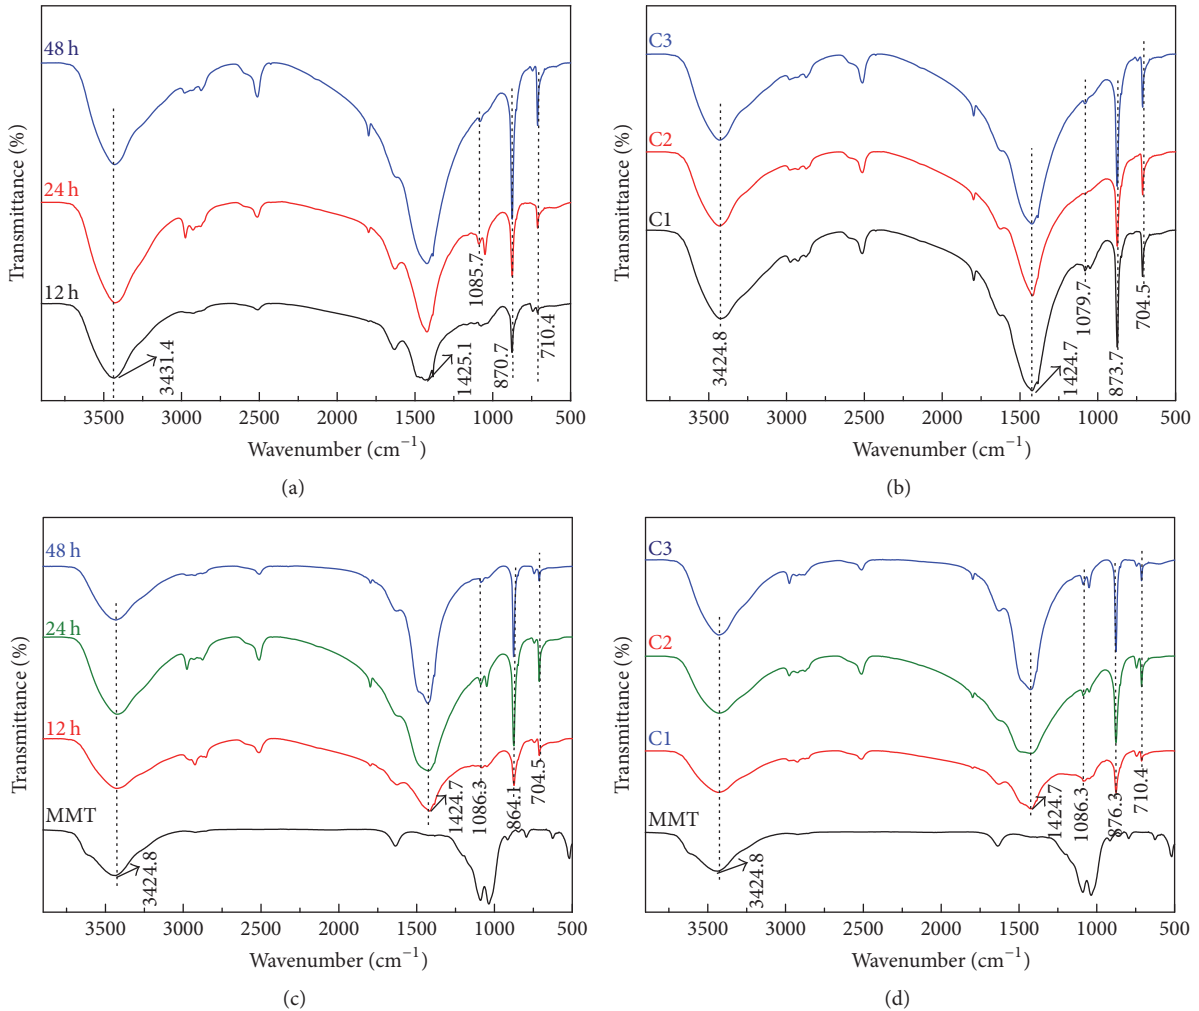 48 h
24 h
12 h
3431.4
1425.1
1085.7
870.7
710.4
Transmittance (%)
3500 3000 2500 2000 1500 1000 500
Wavenumber (cm−1)
(a)
C3
C2
C1
3424.8
1424.7
1079.7
873.7
704.5
Transmittance (%)
3500 3000 2500 2000 1500 1000 500
Wavenumber (cm−1)
(b)
48 h
24 h
12 h
MMT
3424.8
1424.7
1086.3
864.1
704.5
Transmittance (%)
3500 3000 2500 2000 1500 1000 500
Wavenumber (cm−1)
(c)
C3
C2
C1
MMT
3424.8
1424.7
1086.3
876.3
710.4
Transmittance (%)
3500 3000 2500 2000 1500 1000 500
Wavenumber (cm−1)
(d)